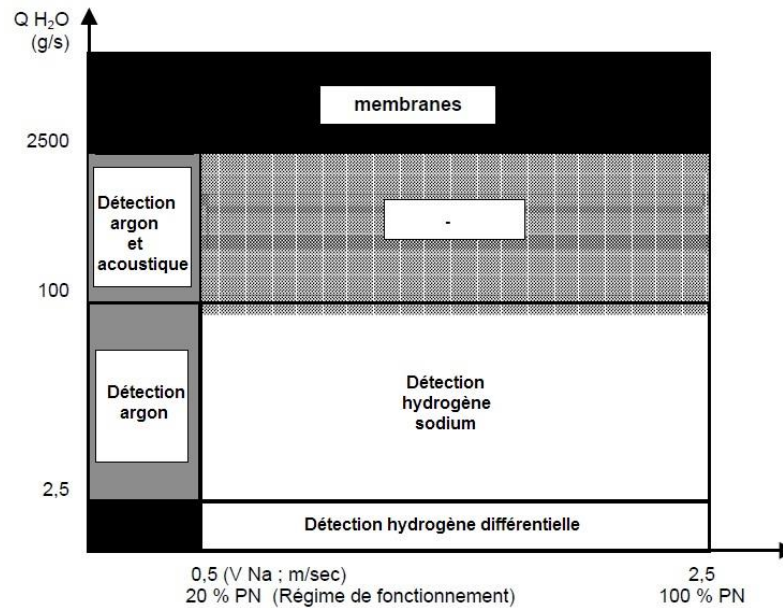 Q H₂O
(g/s)
membranes
2500
Détection
argon
et
acoustique
-
100
Détection
argon
Détection
hydrogène
sodium
2,5
Détection hydrogène différentielle
0,5 (V Na ; m/sec)
2,5
20 % PN (Régime de fonctionnement)
100 % PN